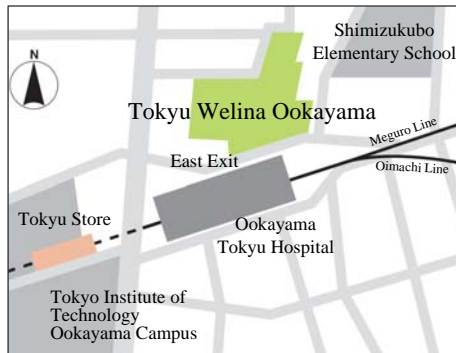 N
Shimizukubo
Elementary School
Tokyu Welina Ookayama
Meguro Line
East Exit
Oimachi Line
Tokyu Store
Ookayama
Tokyu Hospital
Tokyo Institute of
Technology
Ookayama Campus